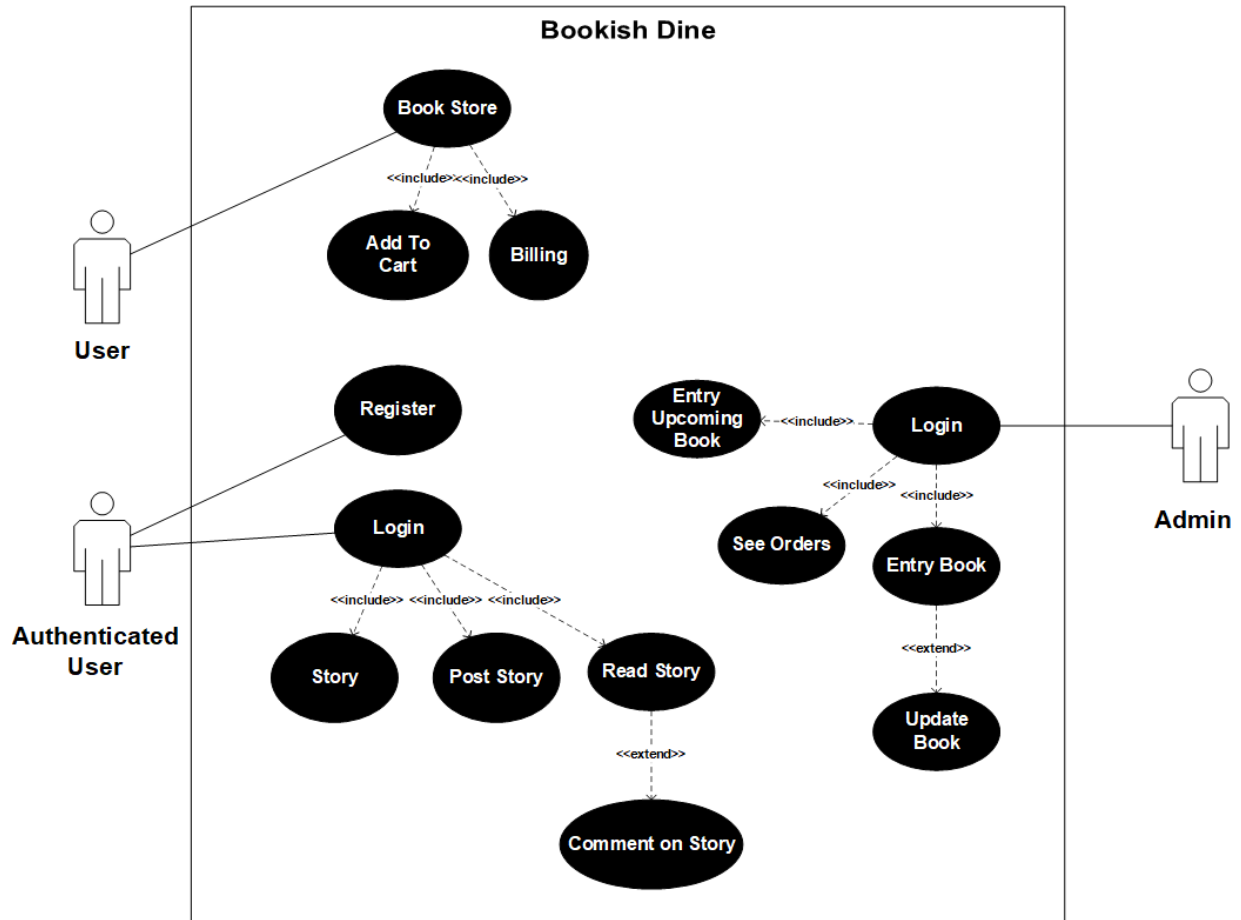 Bookish Dine
Book Store
<<include>>
<<include>>
Add To
Cart
Billing
User
Register
Entry
Upcoming
Book
<<include>>
Login
Admin
<<include>>
<<include>>
Login
See Orders
Entry Book
<<include>>
<<include>>
<<include>>
Authenticated
User
Story
Post Story
Read Story
<<extend>>
Update
Book
<<extend>>
Comment on Story